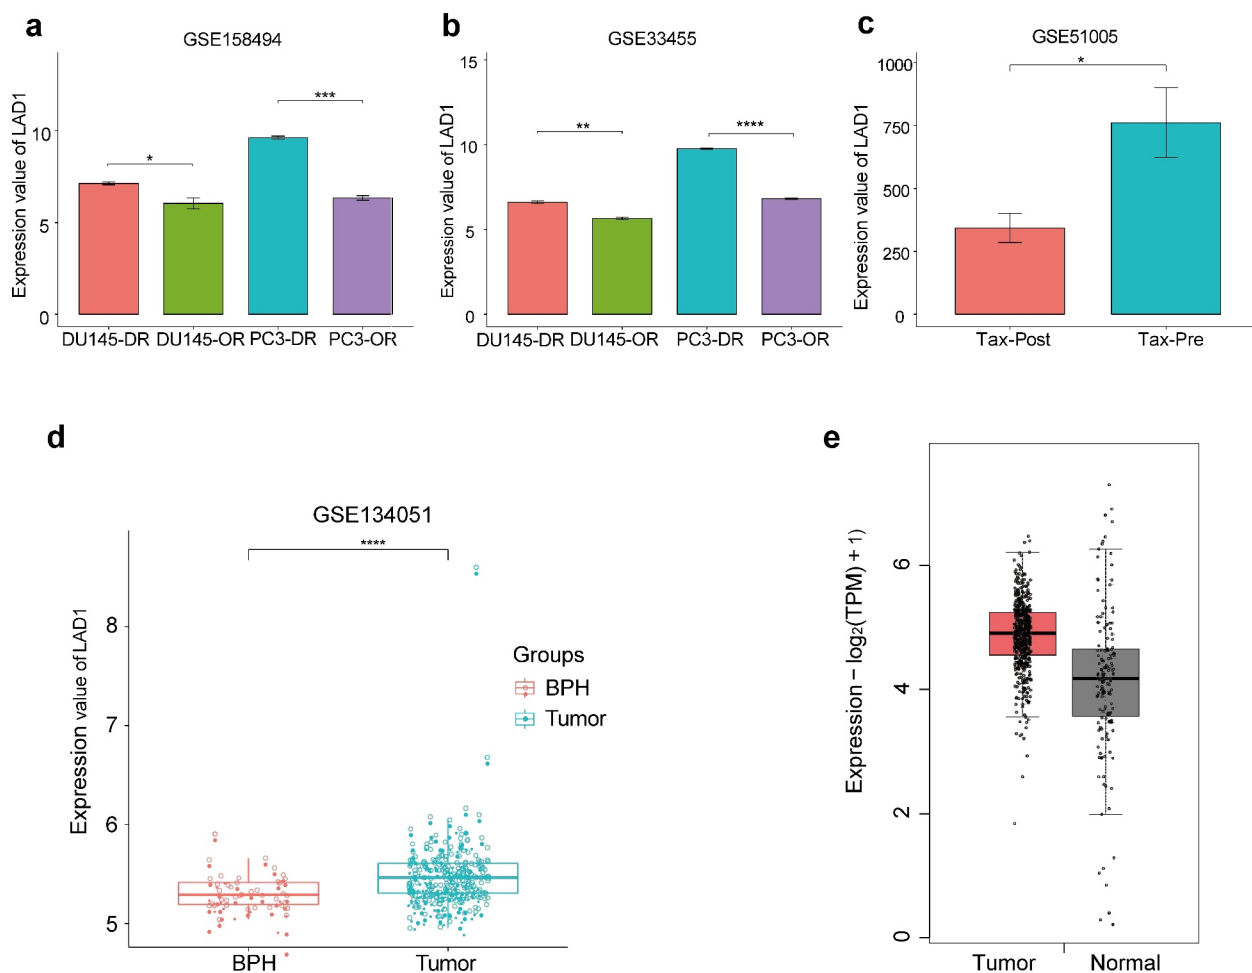 a
GSE158494
Expression value of LAD1
10
5
0
*
***
DU145-DR
DU145-OR
PC3-DR
PC3-OR
b
GSE33455
Expression value of LAD1
15
10
5
0
**
****
DU145-DR
DU145-OR
PC3-DR
PC3-OR
c
GSE51005
Expression value of LAD1
1000
750
500
250
0
*
Tax-Post
Tax-Pre
d
GSE134051
****
Expression value of LAD1
8
7
6
5
Groups
BPH
Tumor
BPH
Tumor
e
Expression − log₂(TPM) + 1)
6
4
2
0
Tumor
Normal